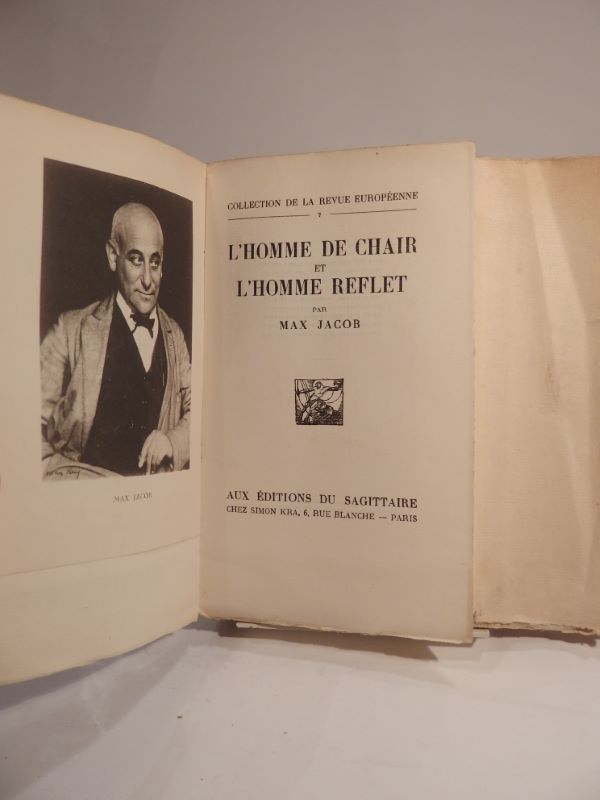 MAX JACOB
COLLECTION DE LA REVUE EUROPÉENNE
7
L'HOMME DE CHAIR
ET
L'HOMME REFLET
PAR
MAX JACOB
AUX ÉDITIONS DU SAGITTAIRE
CHEZ SIMON KRA, 6, RUE BLANCHE — PARIS